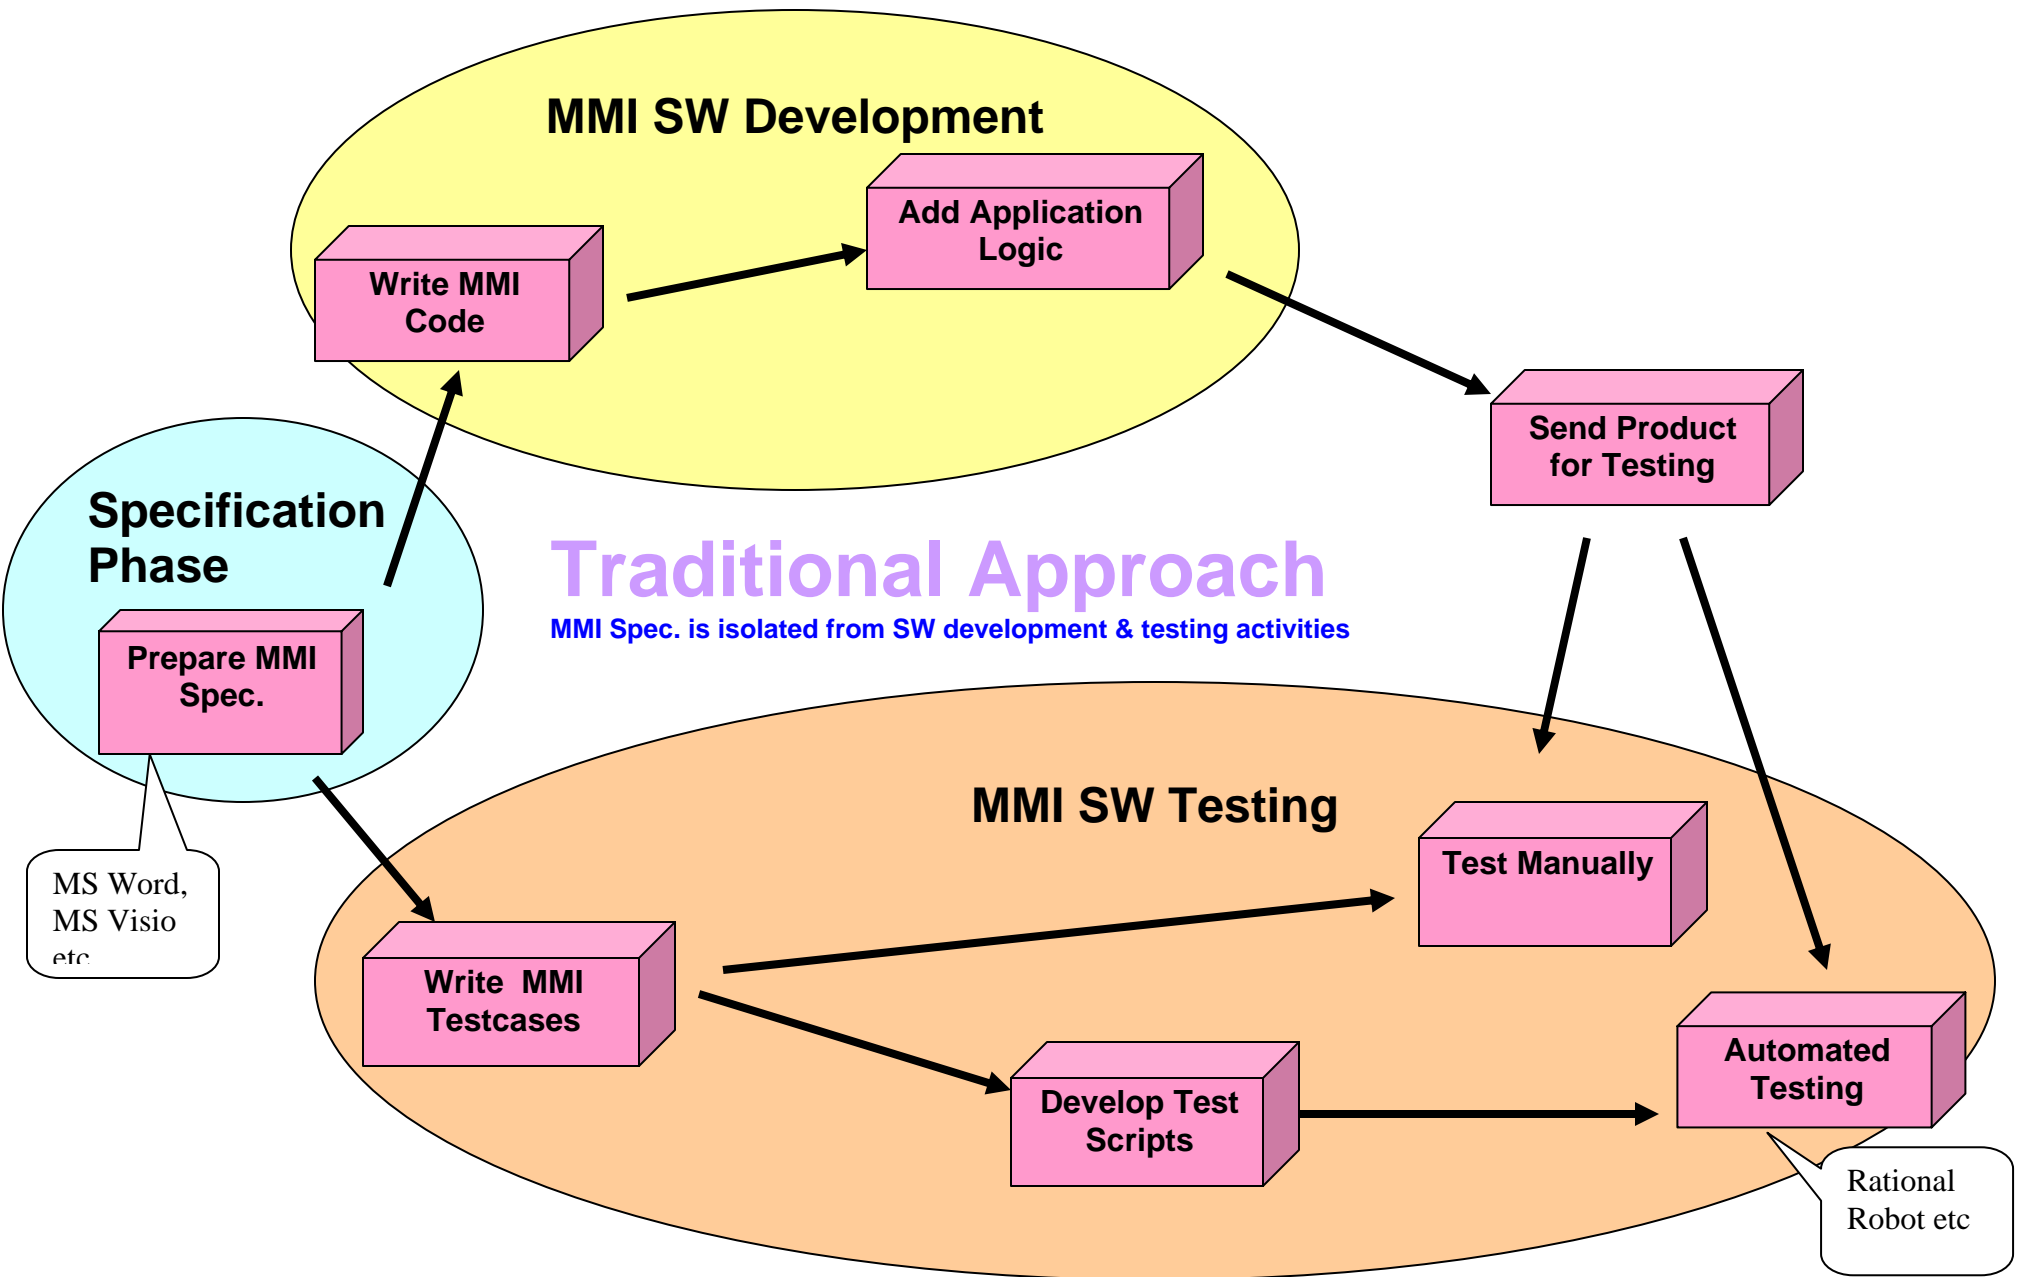 MMI SW Development
Add Application
Logic
Write MMI
Code
Send Product
for Testing
Specification
Phase
Traditional Approach
MMI Spec. is isolated from SW development & testing activities
Prepare MMI
Spec.
MS Word,
MS Visio
etc
MMI SW Testing
Test Manually
Write  MMI
Testcases
Develop Test
Scripts
Automated
Testing
Rational
Robot etc